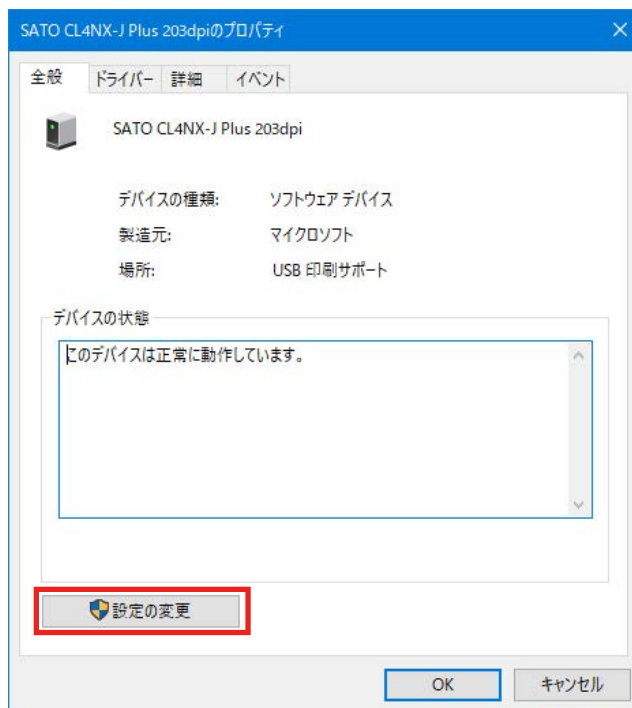 SATO CL4NX-J Plus 203dpiのプロパティ
全般 ドライバー 詳細 イベント
SATO CL4NX-J Plus 203dpi
デバイスの種類: ソフトウェア デバイス
製造元: マイクロソフト
場所: USB 印刷サポート
デバイスの状態
このデバイスは正常に動作しています。
設定の変更
OK キャンセル